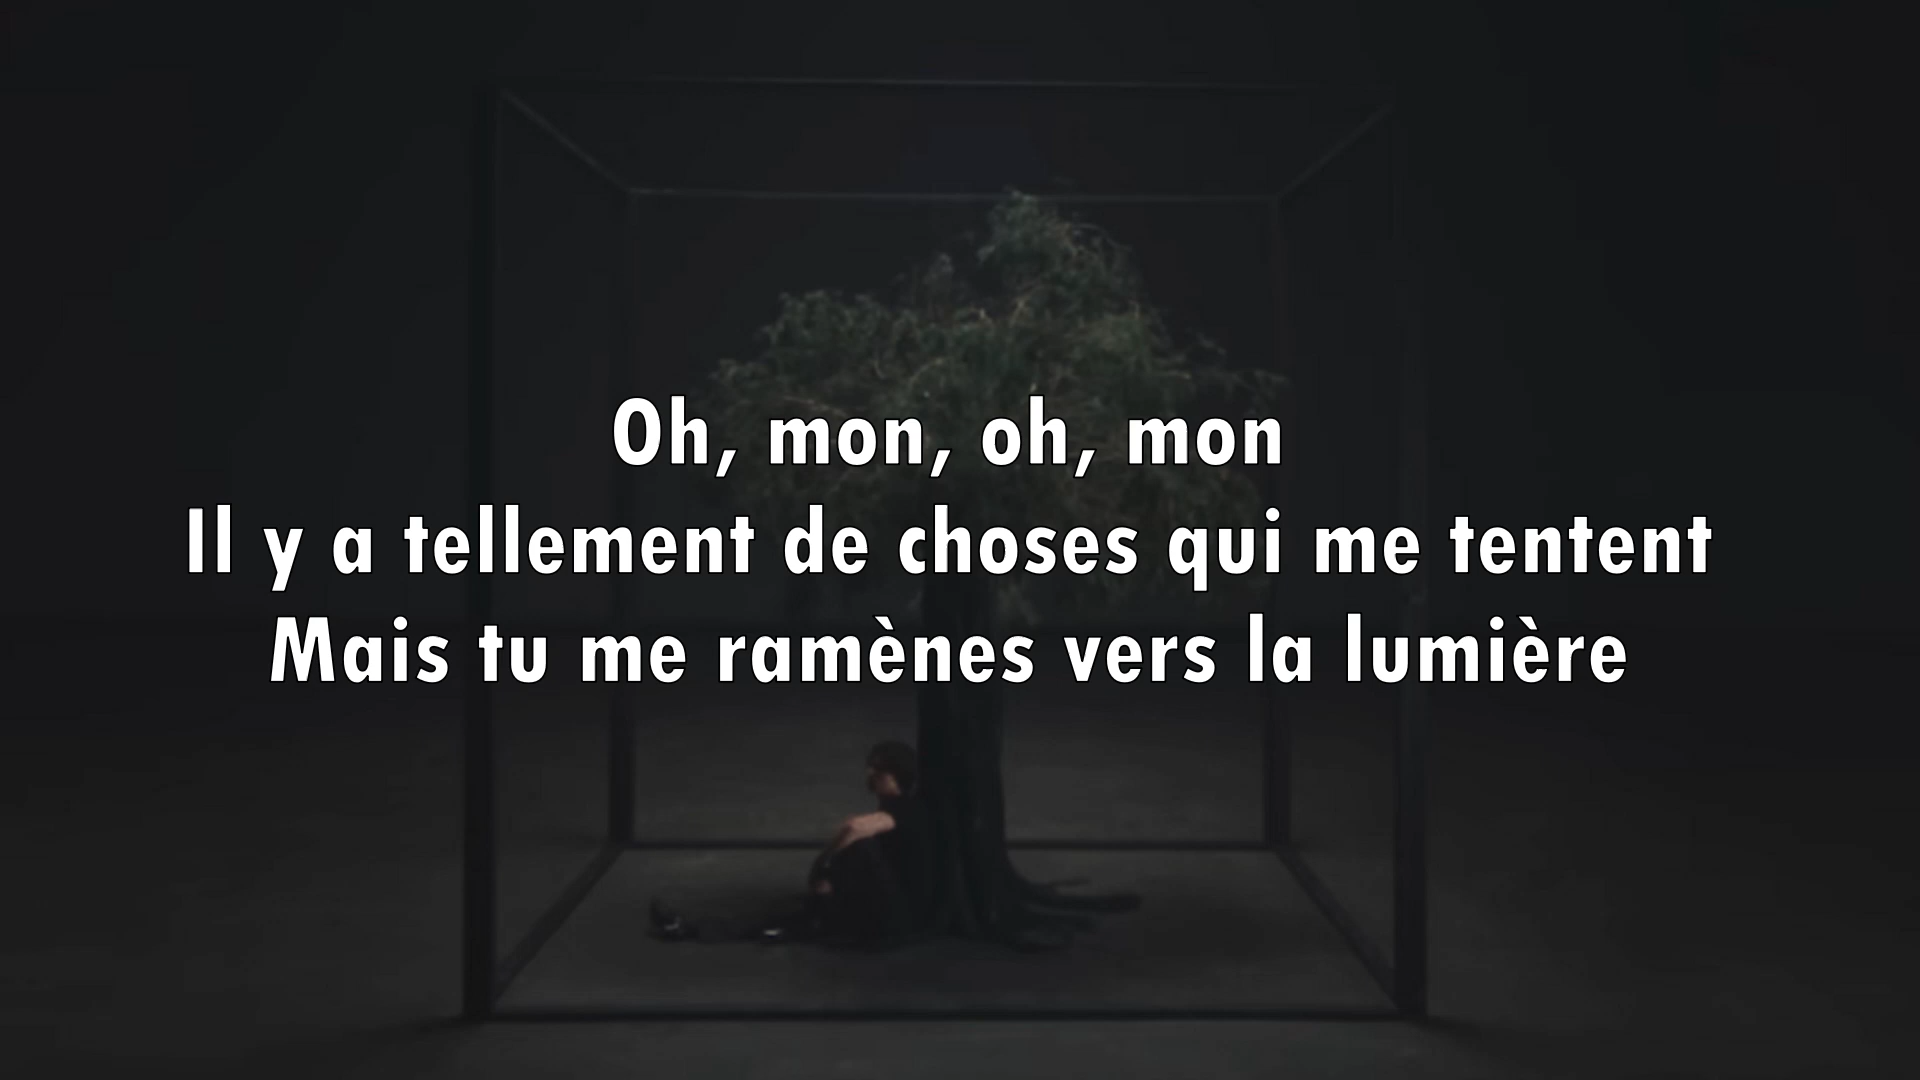 Oh, mon, oh, mon
Il y a tellement de choses qui me tentent
Mais tu me ramènes vers la lumière